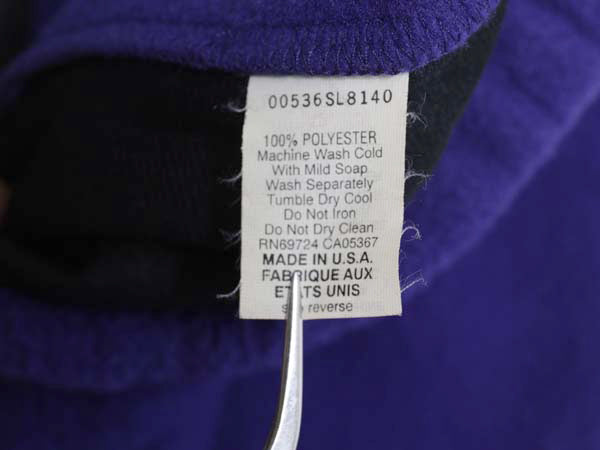 00536SL8140
100% POLYESTER
Machine Wash Cold
With Mild Soap
Wash Separately
Tumble Dry Cool
Do Not Iron
Do Not Dry Clean
RN69724 CA05367
MADE IN U.S.A.
FABRIQUE AUX
ETATS UNIS
reverse